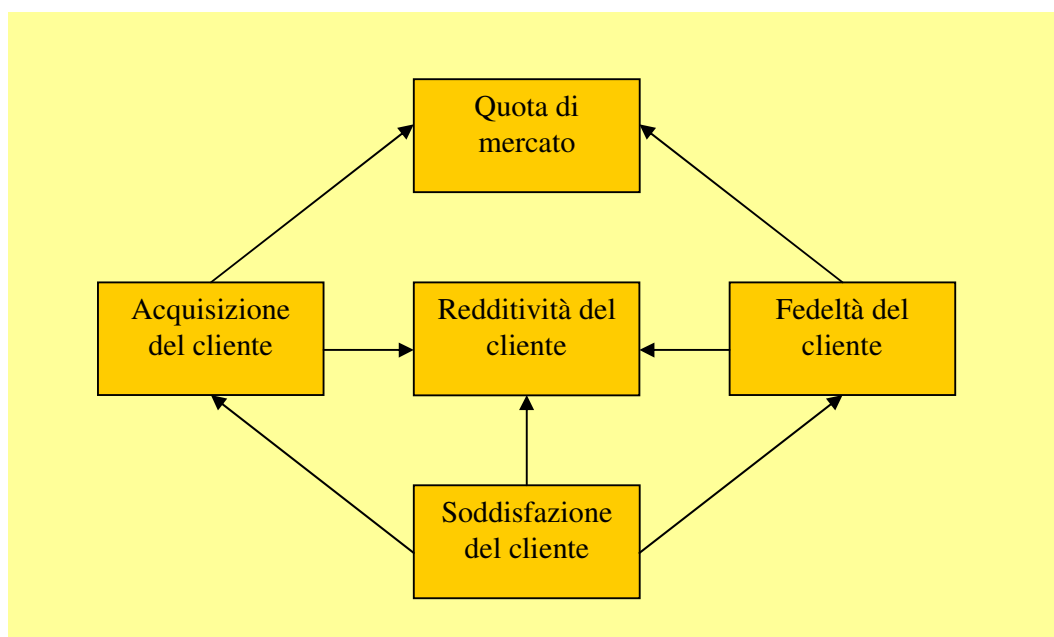 Quota di
mercato
Acquisizione
del cliente
Redditività del
cliente
Fedeltà del
cliente
Soddisfazione
del cliente